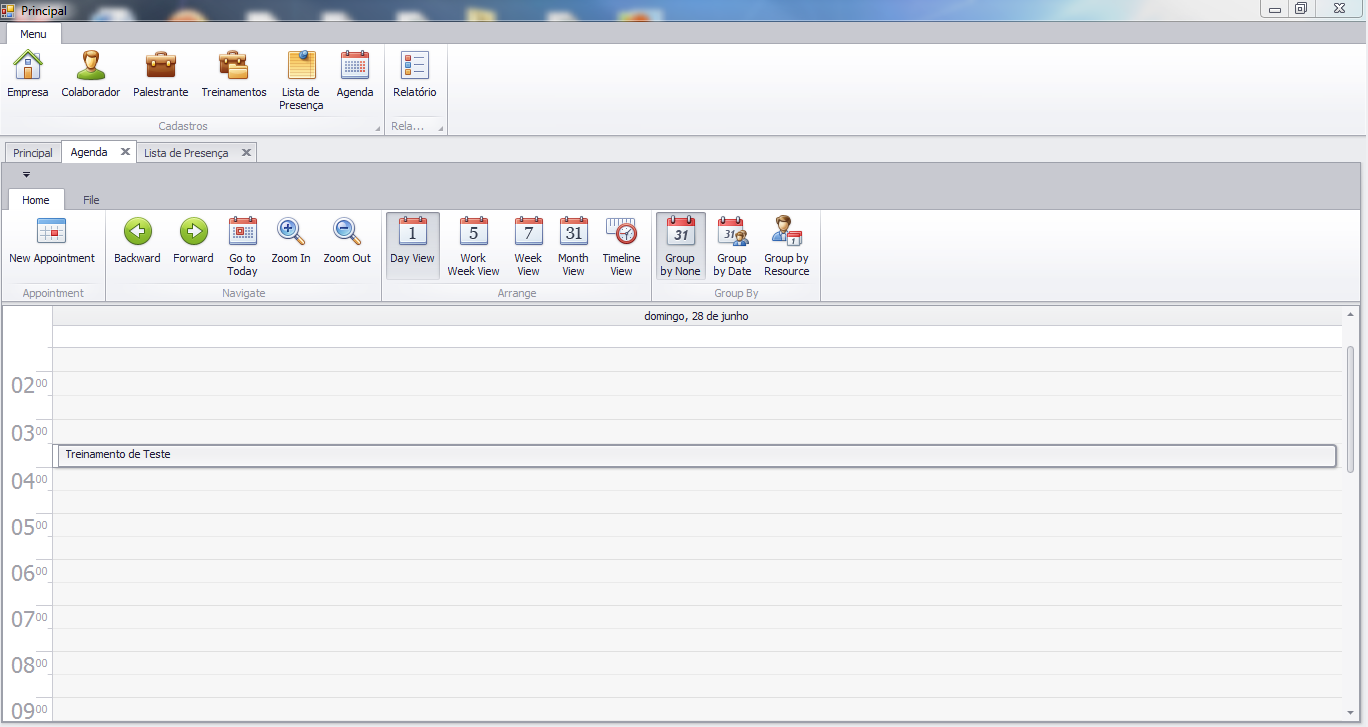 Principal
Menu
Empresa
Colaborador
Palestrante
Treinamentos
Lista de
Presença
Agenda
Relatório
Cadastros
Rela...
Principal
Agenda
Lista de Presença
Home
File
New Appointment
Backward
Forward
Go to
Today
Zoom In
Zoom Out
1
Day View
5
Work
Week View
7
Week
View
31
Month
View
Timeline
View
31
Group
by None
31
Group
by Date
1
Group by
Resource
Appointment
Navigate
Arrange
Group By
domingo, 28 de junho
02 00
03 00
Treinamento de Teste
04 00
05 00
06 00
07 00
08 00
09 00